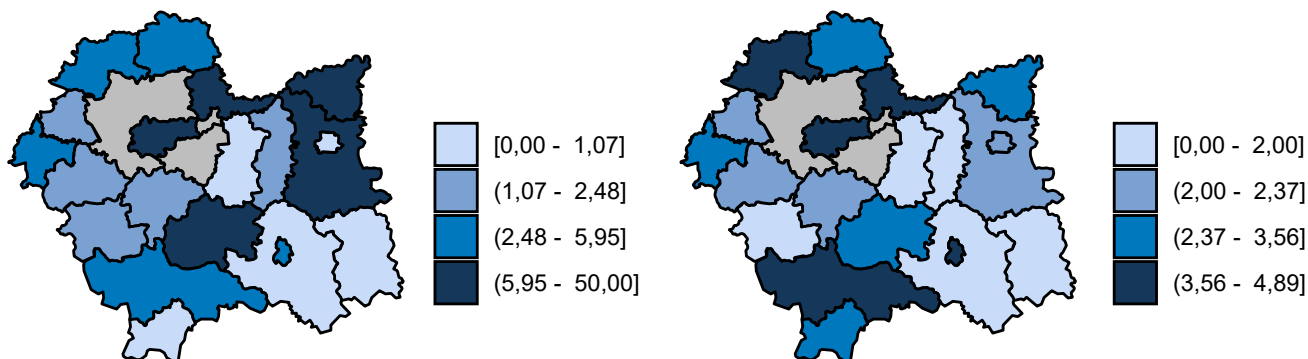 [0,00 - 1,07]
(1,07 - 2,48]
(2,48 - 5,95]
(5,95 - 50,00]
[0,00 - 2,00]
(2,00 - 2,37]
(2,37 - 3,56]
(3,56 - 4,89]